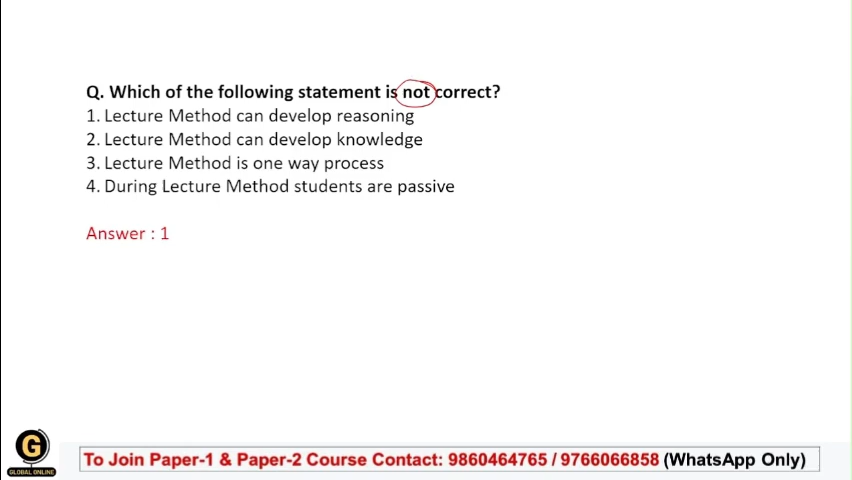 Q. Which of the following statement is not correct?
1. Lecture Method can develop reasoning
2. Lecture Method can develop knowledge
3. Lecture Method is one way process
4. During Lecture Method students are passive
Answer : 1
G
GLOBAL ONLINE
To Join Paper-1 & Paper-2 Course Contact: 9860464765 / 9766066858 (WhatsApp Only)